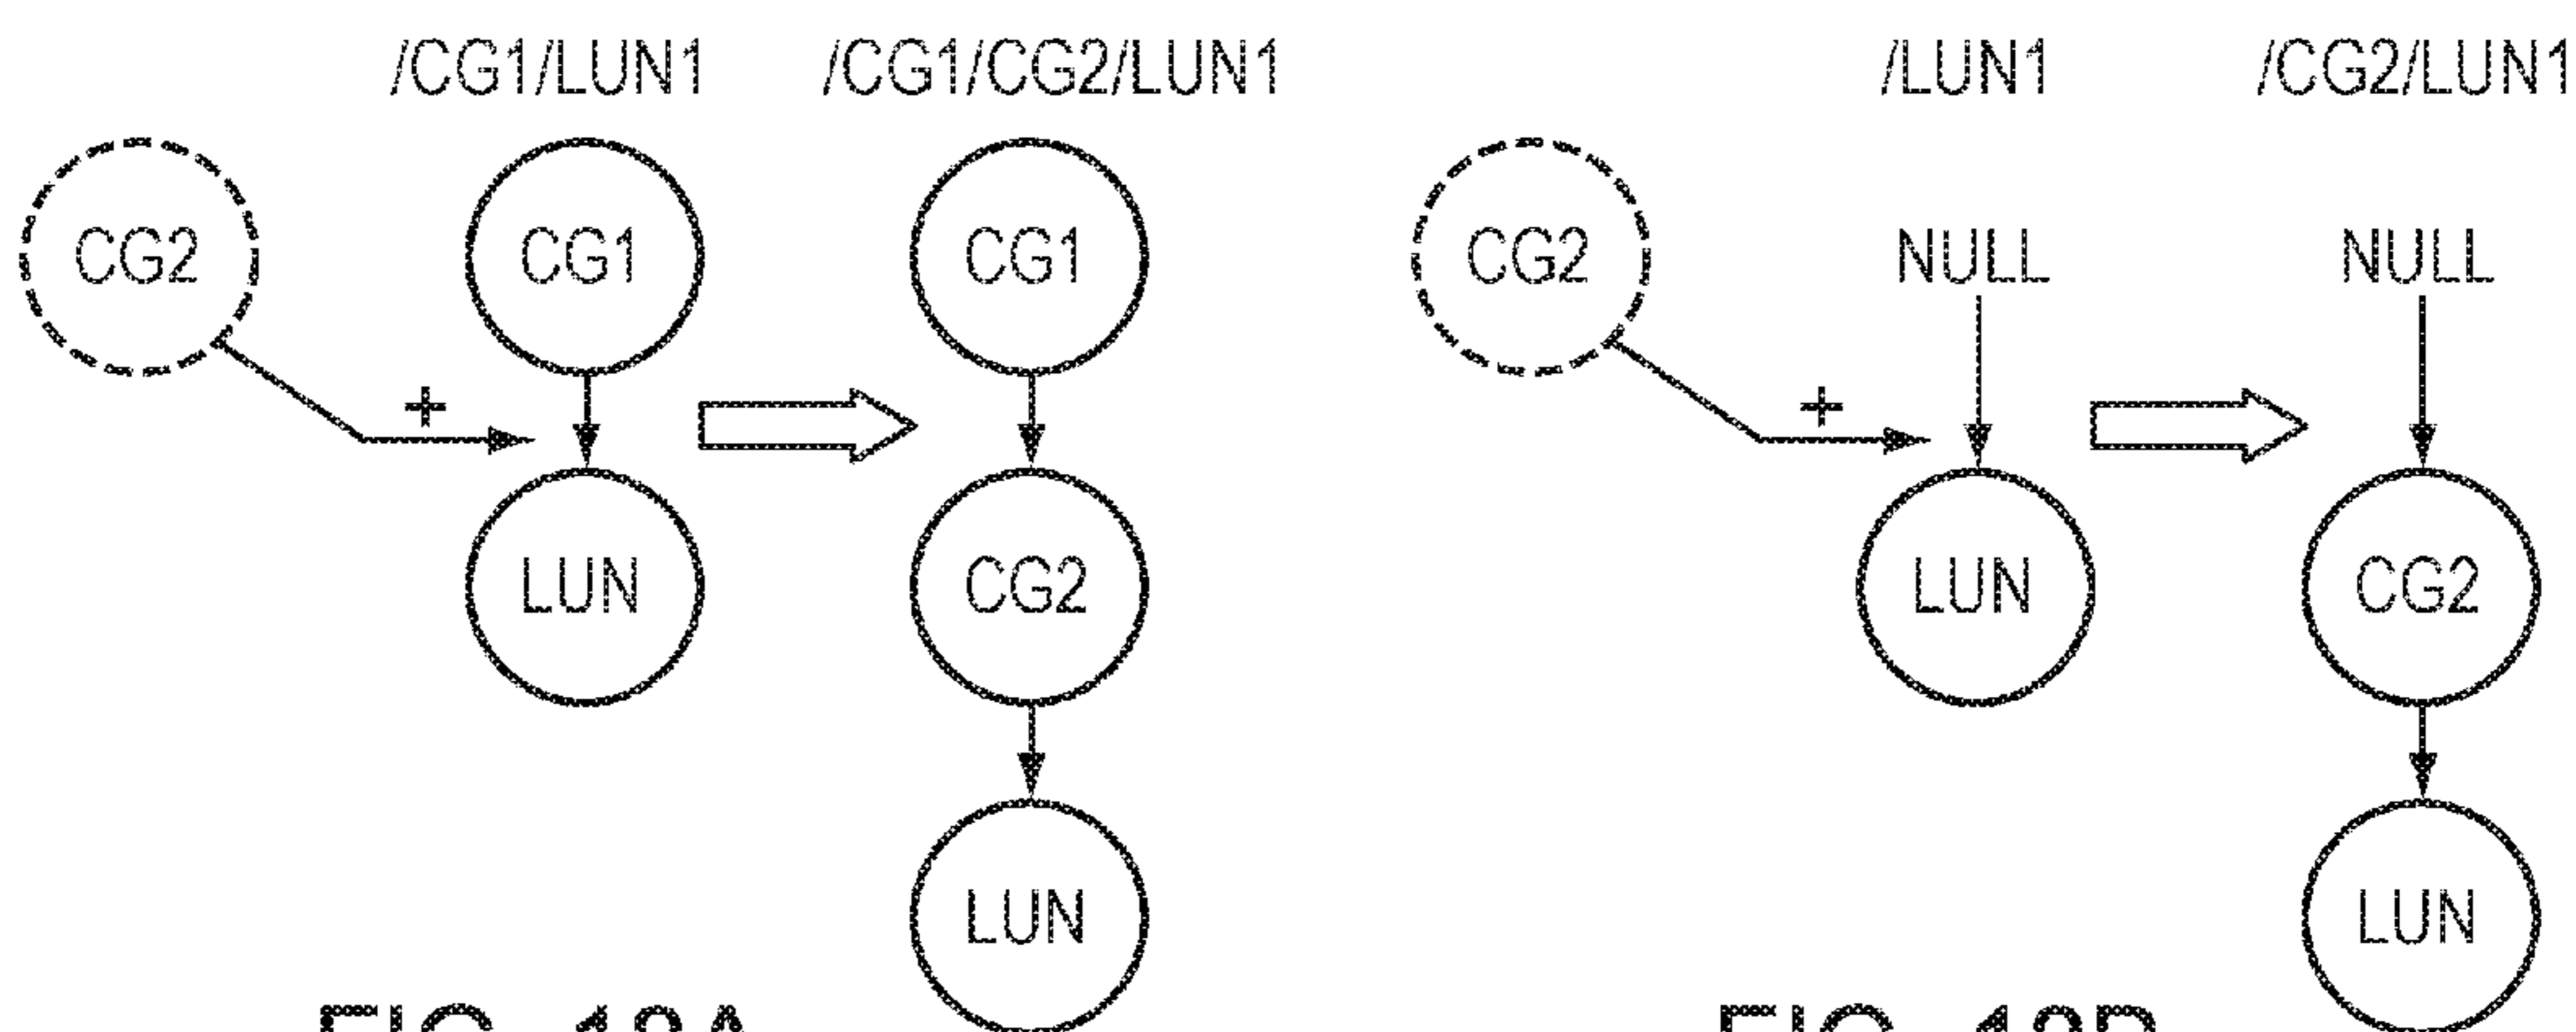 /CG1/LUN1 /CG1/CG2/LUN1 /LUN1 /CG2/LUN1
CG2 CG1 CG1 CG2 NULL NULL
+ +
LUN CG2 LUN CG2
LUN LUN